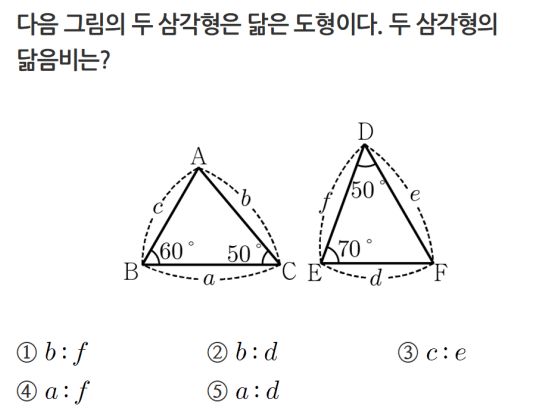 다음 그림의 두 삼각형은 닮은 도형이다. 두 삼각형의
닮음비는?
D
A
c
b
f
50°
e
60°
50°
70°
B
a
C
E
d
F
① b : f ② b : d ③ c : e
④ a : f ⑤ a : d